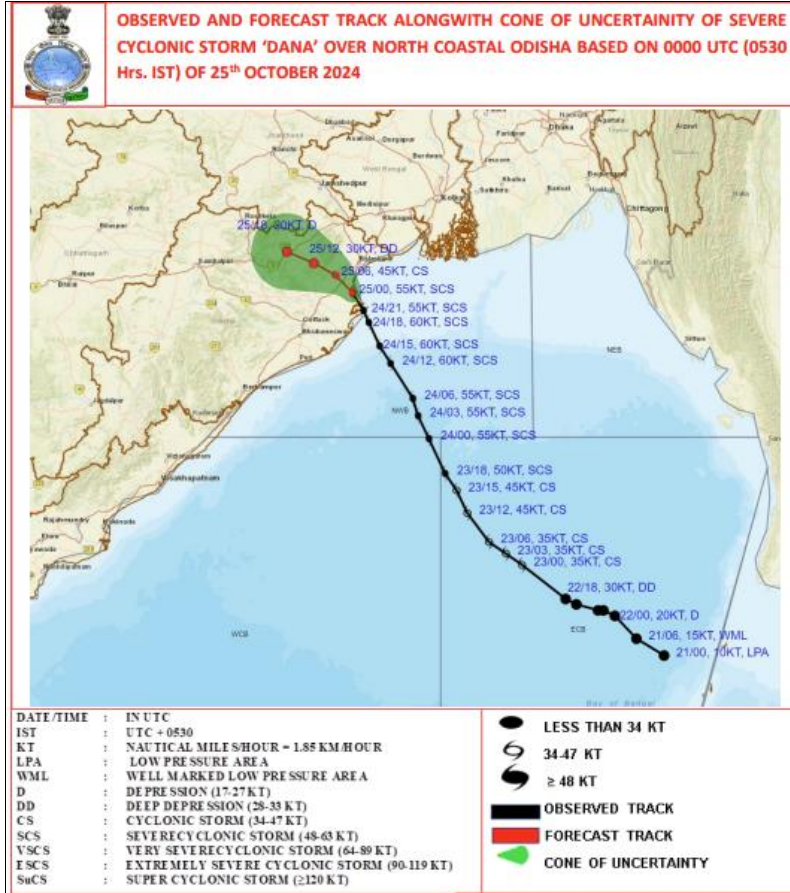 OBSERVED AND FORECAST TRACK ALONGWITH CONE OF UNCERTAINITY OF SEVERE
CYCLONIC STORM ‘DANA’ OVER NORTH COASTAL ODISHA BASED ON 0000 UTC (0530
Hrs. IST) OF 25th OCTOBER 2024
Dhaka
Jamshedpur
Chittagong
25/18, 30KT, D
25/12, 30KT, DD
25/06, 45KT, CS
25/00, 55KT, SCS
24/21, 55KT, SCS
24/18, 60KT, SCS
24/15, 60KT, SCS
24/12, 60KT, SCS
NEB
24/06, 55KT, SCS
NWB
24/03, 55KT, SCS
24/00, 55KT, SCS
Visakhapatnam
23/18, 50KT, SCS
23/15, 45KT, CS
23/12, 45KT, CS
23/06, 35KT, CS
23/03, 35KT, CS
23/00, 35KT, CS
22/18, 30KT, DD
22/00, 20KT, D
WCB
ECB
21/06, 15KT, WML
21/00, 10KT, LPA
Bay of Bengal
DATE/TIME : IN UTC
IST : UTC + 0530
KT : NAUTICAL MILES/HOUR = 1.85 KM/HOUR
LPA : LOW PRESSURE AREA
WML : WELL MARKED LOW PRESSURE AREA
D : DEPRESSION (17-27 KT)
DD : DEEP DEPRESSION (28-33 KT)
CS : CYCLONIC STORM (34-47 KT)
SCS : SEVERECYCLONIC STORM (48-63 KT)
VSCS : VERY SEVERECYCLONIC STORM (64-89 KT)
ESCS : EXTREMELY SEVERE CYCLONIC STORM (90-119 KT)
SuCS : SUPER CYCLONIC STORM (≥120 KT)
LESS THAN 34 KT
34-47 KT
≥ 48 KT
OBSERVED TRACK
FORECAST TRACK
CONE OF UNCERTAINTY